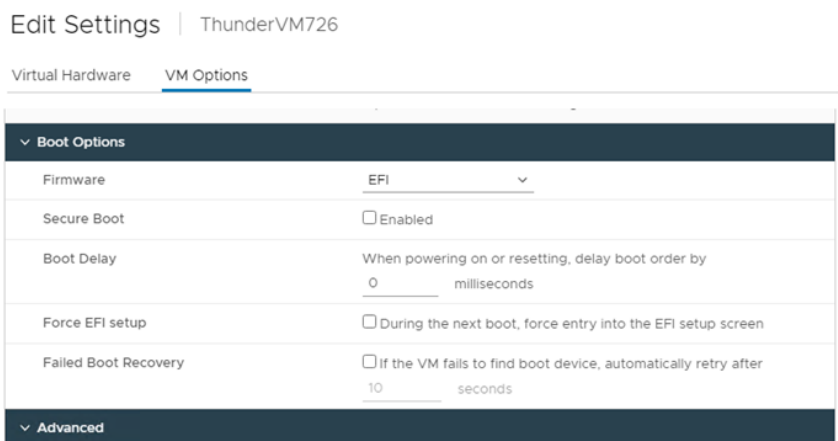 Edit Settings ThunderVM726
Virtual Hardware VM Options
Boot Options
Firmware EFI
Secure Boot Enabled
Boot Delay When powering on or resetting, delay boot order by
0 milliseconds
Force EFI setup During the next boot, force entry into the EFI setup screen
Failed Boot Recovery If the VM fails to find boot device, automatically retry after
10 seconds
Advanced